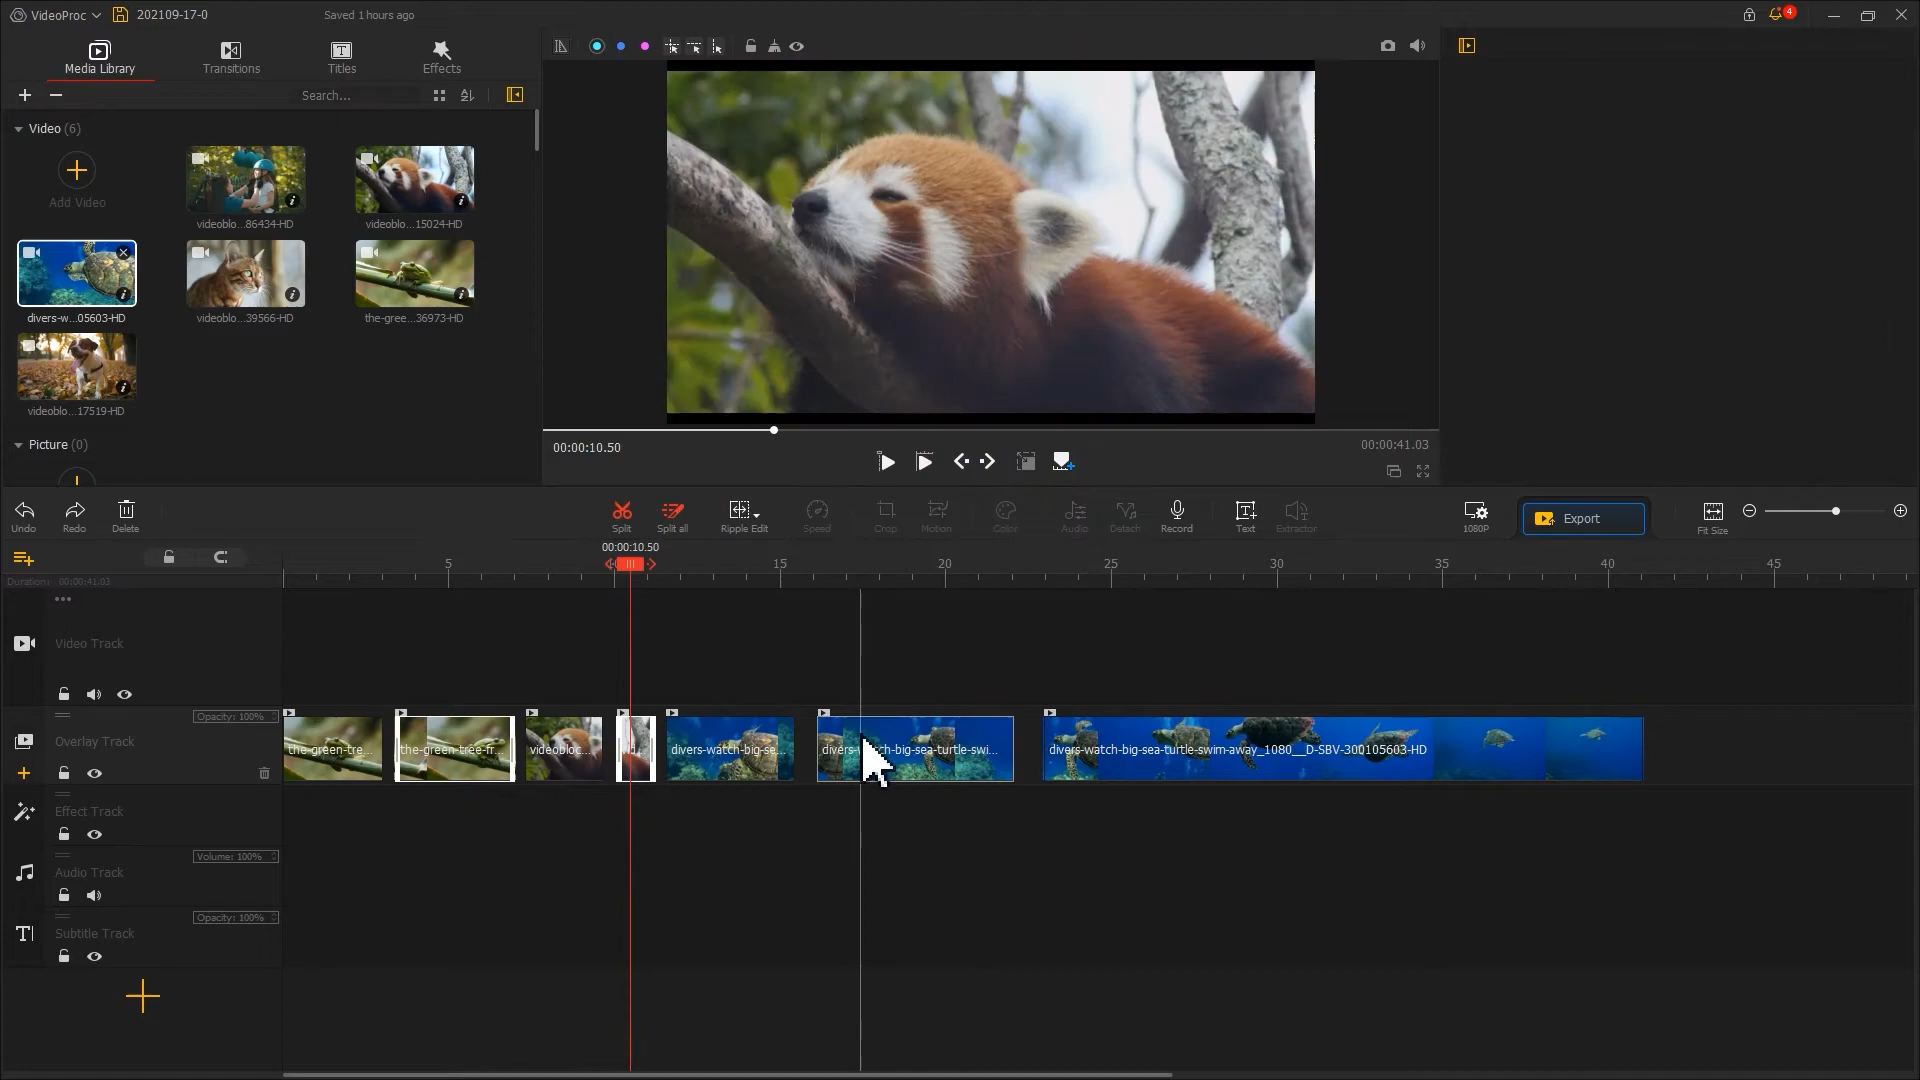 VideoProc
202109-17-0
Saved 1 hours ago
4
Media Library
Transitions
Titles
Effects
Search...
Video (6)
Add Video
videoblo...86434-HD
videoblo...15024-HD
divers-w...05603-HD
videoblo...39566-HD
the-gree...36973-HD
videoblo...17519-HD
Picture (0)
00:00:10.50
00:00:41.03
Undo
Redo
Delete
Split
Split all
Ripple Edit
Speed
Crop
Motion
Color
Audio
Detach
Record
Text
Extractor
1080P
Export
Fit Size
00:00:10.50
5
15
20
25
30
35
40
45
Duration: 00:00:41.03
Video Track
Opacity: 100%
Overlay Track
the-green-tre...
the-green-tree-fr...
videobloc...
divers-watch-big-se...
divers-watch-big-sea-turtle-swi...
divers-watch-big-sea-turtle-swim-away_1080__D-SBV-300105603-HD
Effect Track
Volume: 100%
Audio Track
Opacity: 100%
Subtitle Track